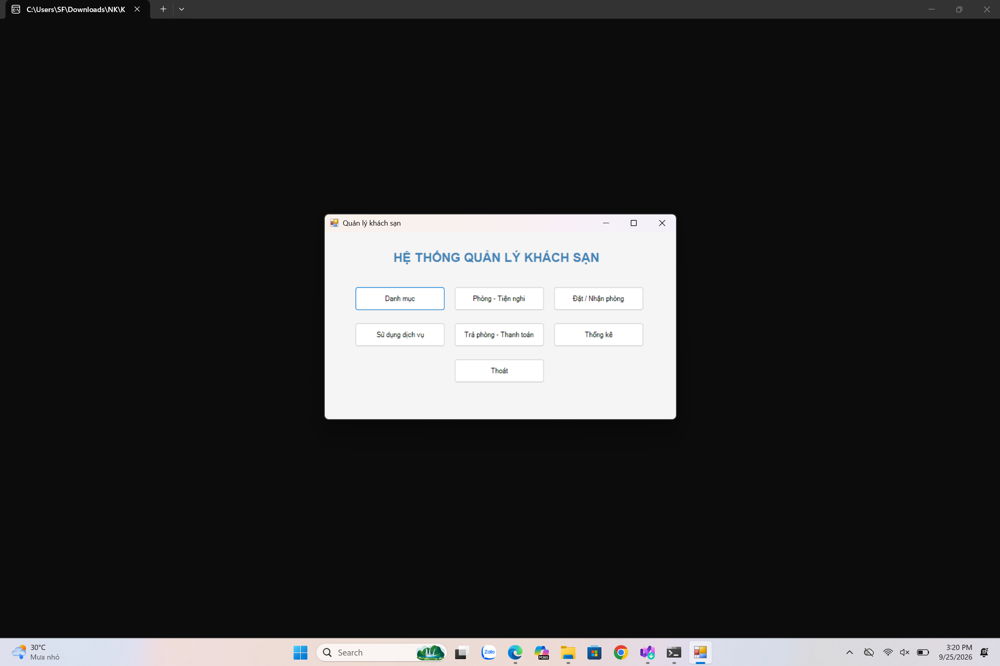 C:\Users\SF\Downloads\NK\K
Quản lý khách sạn
HỆ THỐNG QUẢN LÝ KHÁCH SẠN
Danh mục
Phòng - Tiện nghi
Đặt / Nhận phòng
Sử dụng dịch vụ
Trả phòng - Thanh toán
Thống kê
Thoát
30°C
Mưa nhỏ
Search
Zalo
M365
3:20 PM
9/25/2026